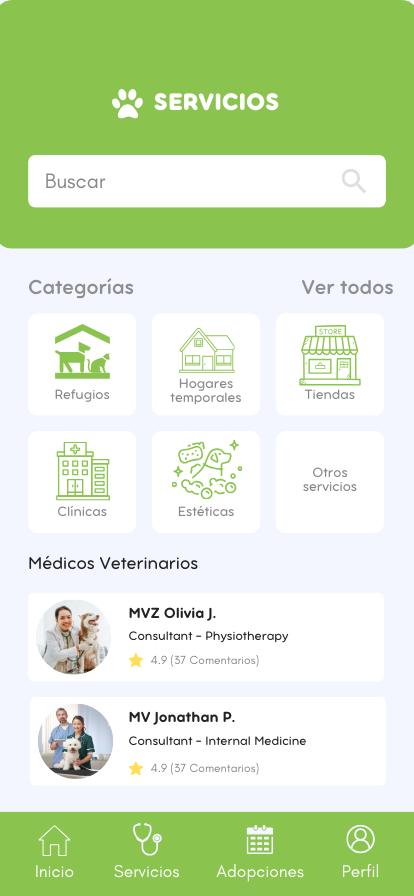 SERVICIOS
Buscar
Categorías
Ver todos
STORE
Refugios
Hogares
temporales
Tiendas
Clínicas
Estéticas
Otros
servicios
Médicos Veterinarios
MVZ Olivia J.
Consultant - Physiotherapy
4.9 (37 Comentarios)
MV Jonathan P.
Consultant - Internal Medicine
4.9 (37 Comentarios)
Inicio
Servicios
Adopciones
Perfil